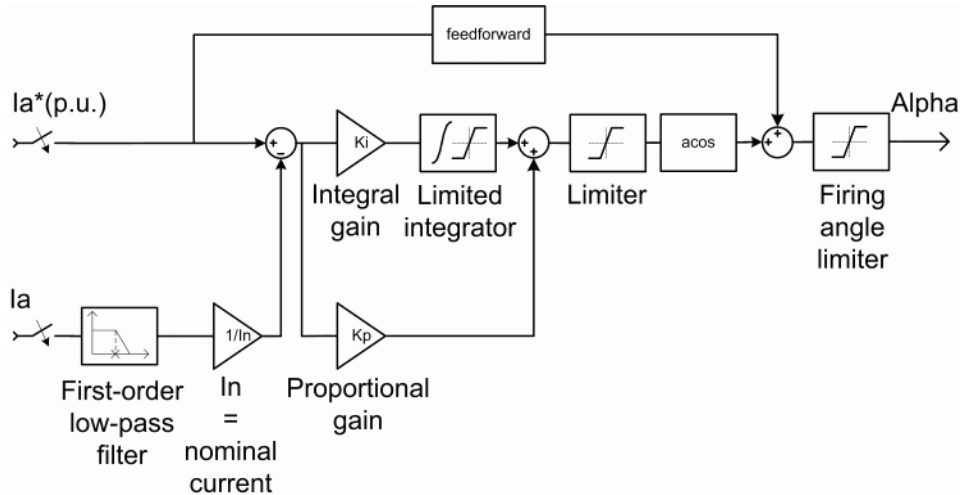 feedforward
Ia*(p.u.)
Alpha
Ki
acos
Integral
gain
Limited
integrator
Limiter
Firing
angle
limiter
Ia
1/In
Kp
First-order
low-pass
filter
In
=
nominal
current
Proportional
gain